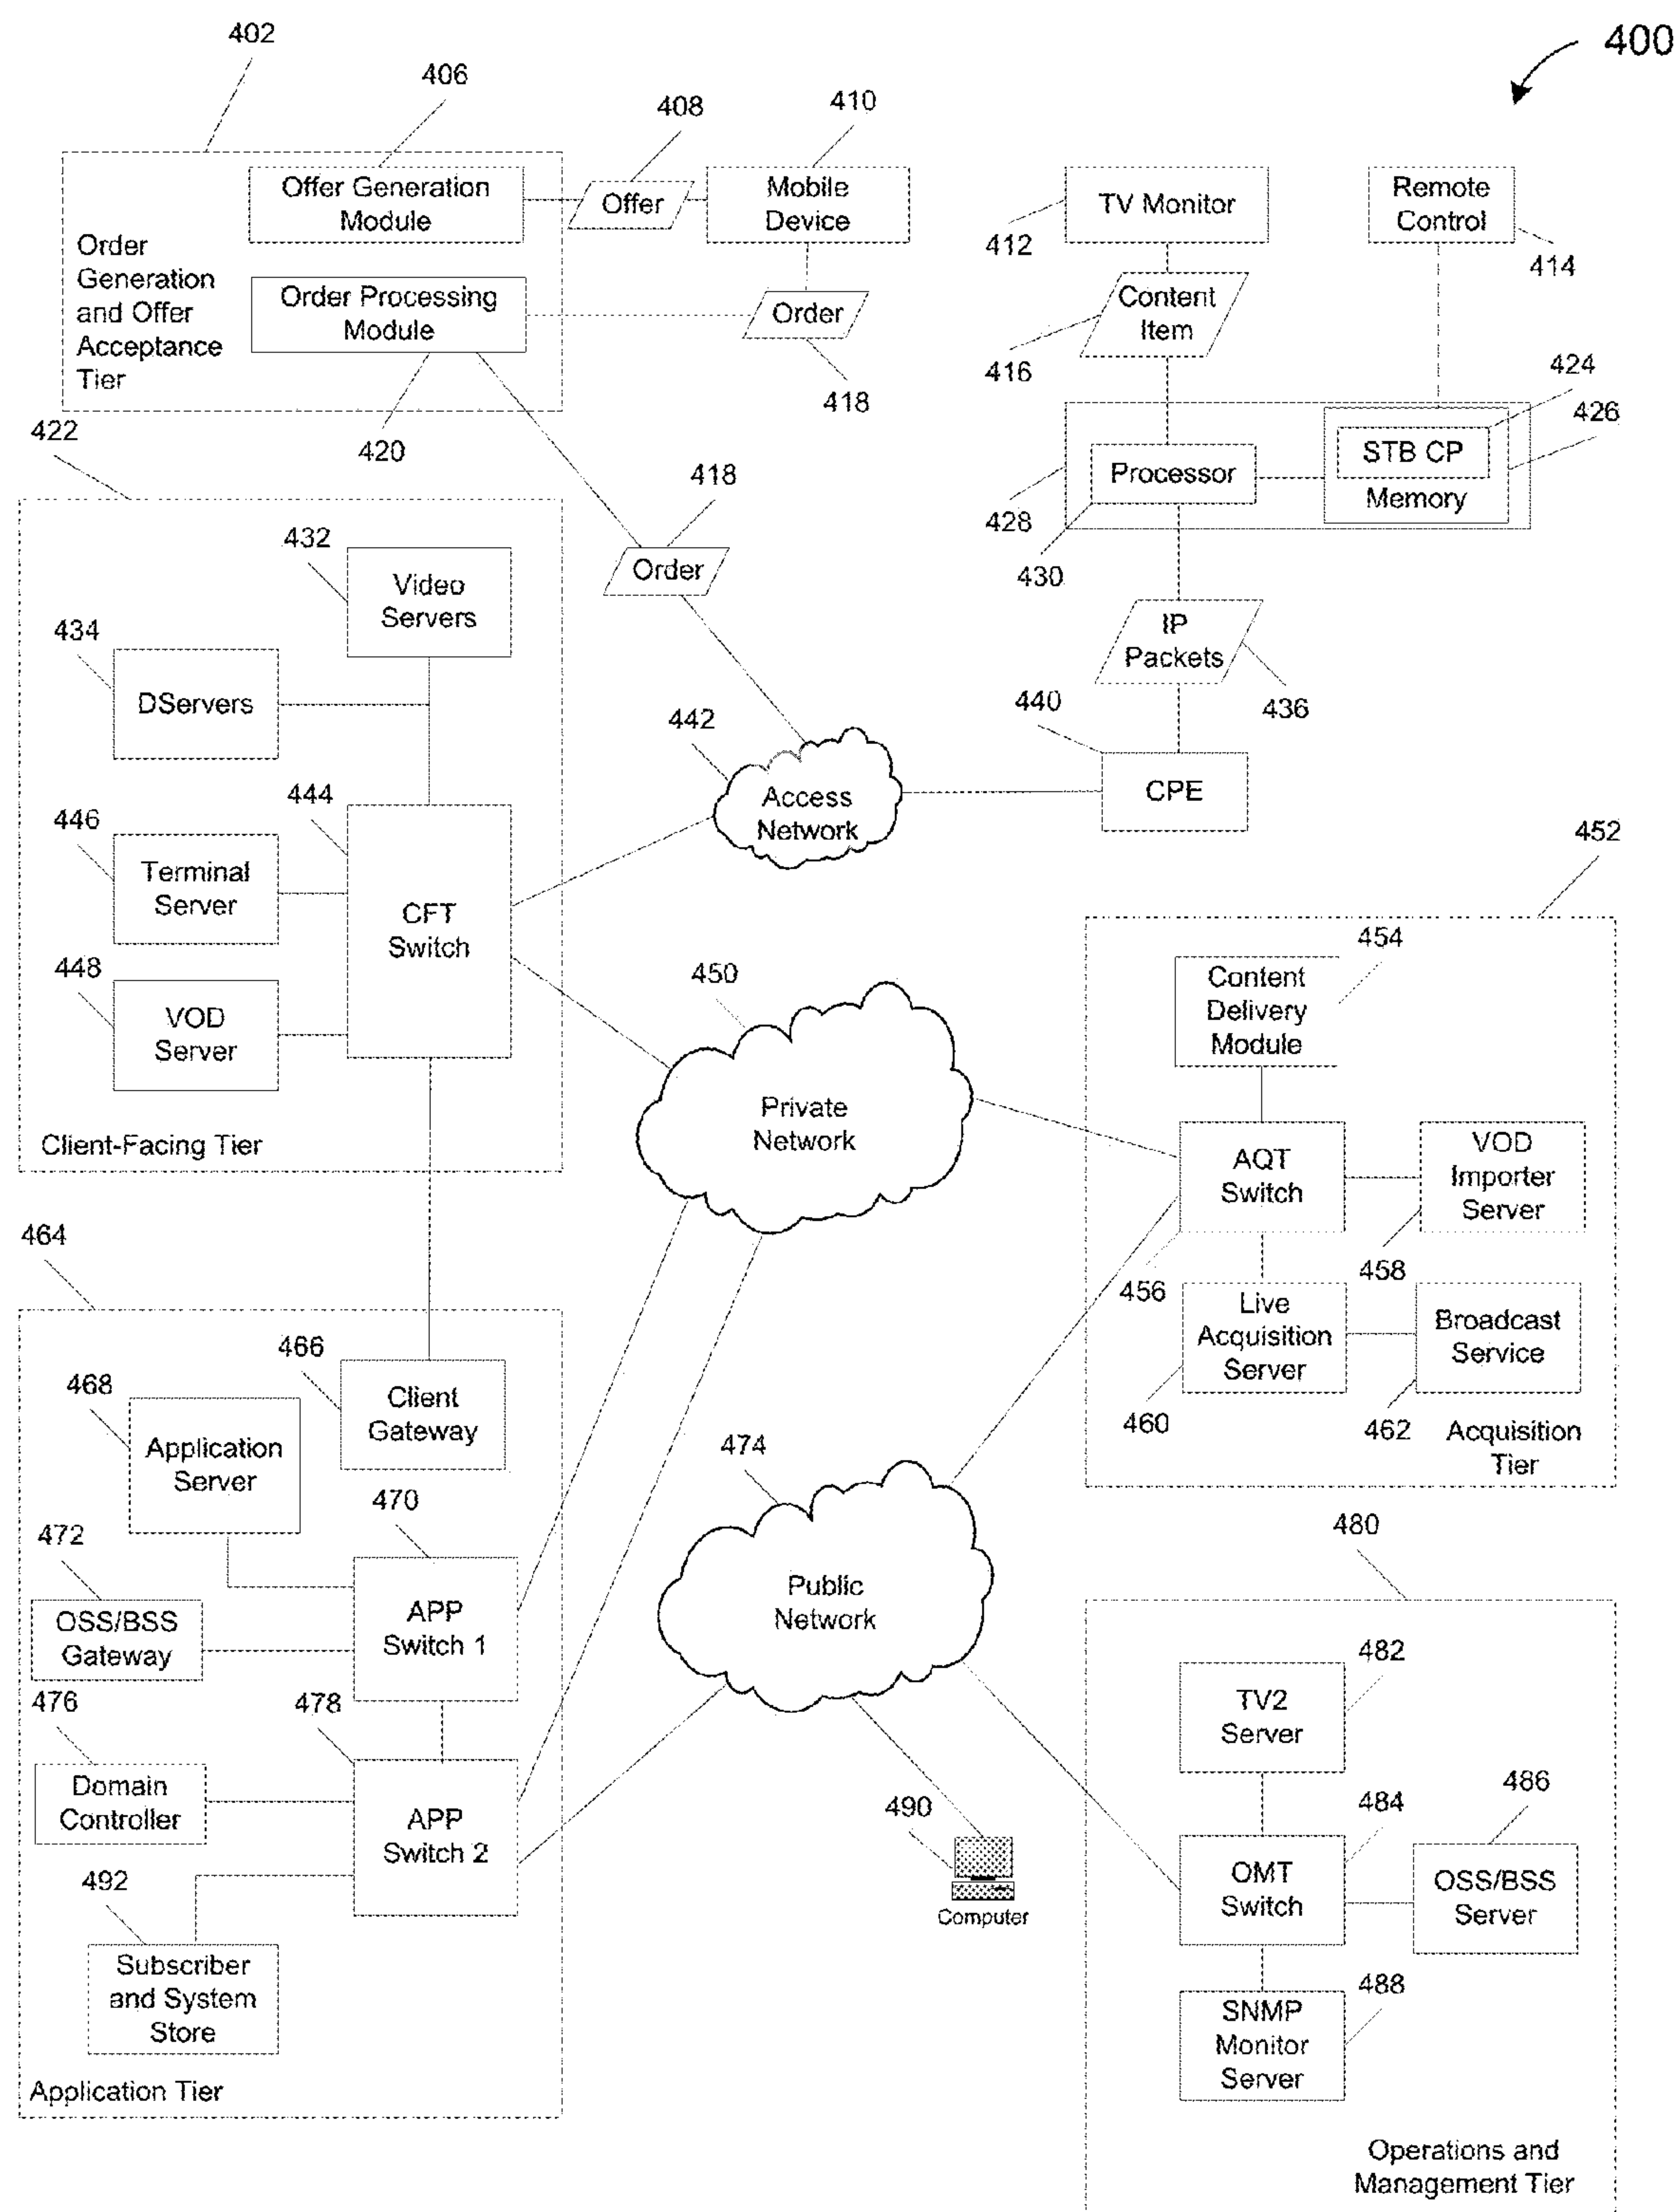 400
402
406
408
410
Offer Generation
Module
Offer
Mobile
Device
TV Monitor
412
Remote
Control
414
Order
Generation
and Offer
Acceptance
Tier
Order Processing
Module
Order
418
Content
Item
416
420
422
424
426
STB CP
Memory
Processor
428
430
418
Order
432
Video
Servers
434
DServers
IP
Packets
436
440
CPE
442
Access
Network
444
446
Terminal
Server
CFT
Switch
448
VOD
Server
Client-Facing Tier
450
Private
Network
452
454
Content
Delivery
Module
AQT
Switch
456
VOD
Importer
Server
458
Live
Acquisition
Server
460
Broadcast
Service
462
Acquisition
Tier
464
466
Client
Gateway
468
Application
Server
470
472
OSS/BSS
Gateway
APP
Switch 1
474
Public
Network
476
478
Domain
Controller
APP
Switch 2
492
Subscriber
and System
Store
Application Tier
490
Computer
480
482
TV2
Server
484
486
OMT
Switch
OSS/BSS
Server
488
SNMP
Monitor
Server
Operations and
Management Tier